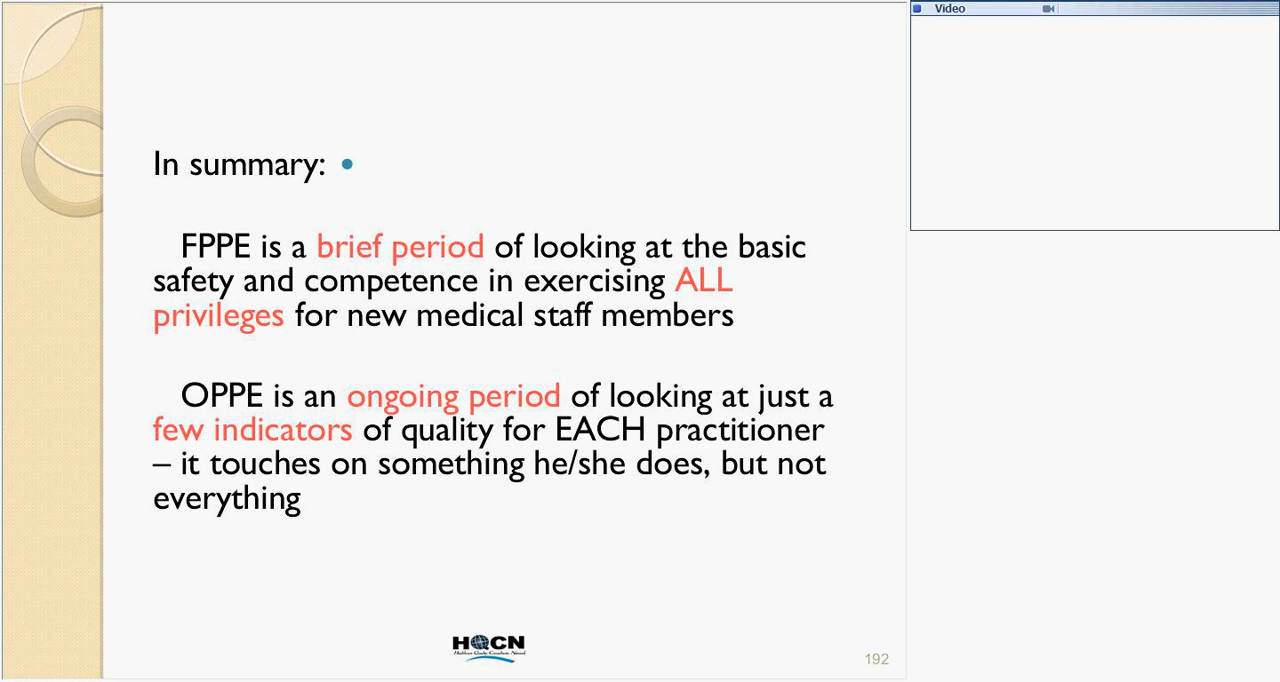 Video
In summary: •
FPPE is a brief period of looking at the basic
safety and competence in exercising ALL
privileges for new medical staff members
OPPE is an ongoing period of looking at just a
few indicators of quality for EACH practitioner
– it touches on something he/she does, but not
everything
HQCN
192